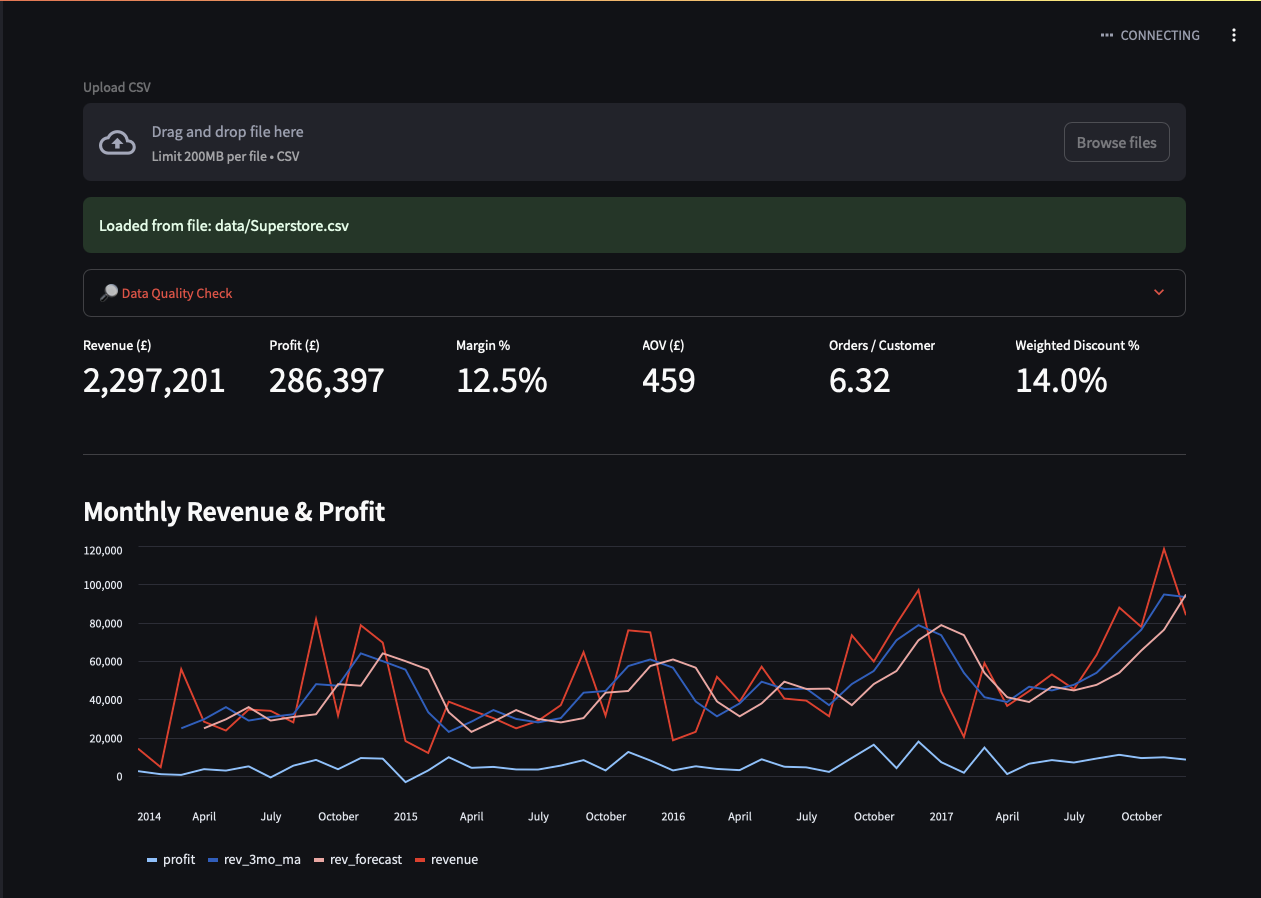 CONNECTING
Upload CSV
Drag and drop file here
Limit 200MB per file • CSV
Browse files
Loaded from file: data/Superstore.csv
Data Quality Check
Revenue (£) Profit (£) Margin % AOV (£) Orders / Customer Weighted Discount %
2,297,201 286,397 12.5% 459 6.32 14.0%
Monthly Revenue & Profit
120,000
100,000
80,000
60,000
40,000
20,000
0
2014 April July October 2015 April July October 2016 April July October 2017 April July October
profit rev_3mo_ma rev_forecast revenue